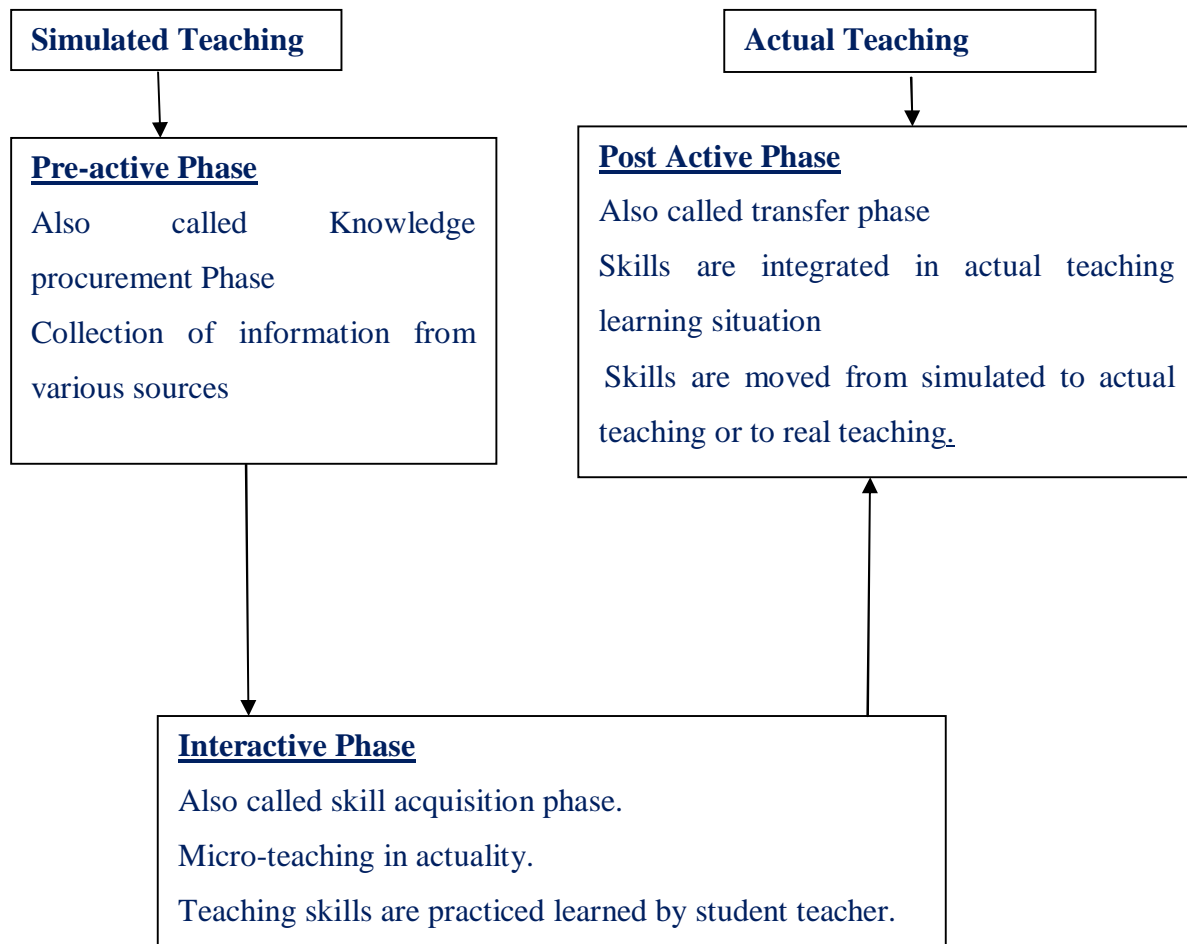 Simulated Teaching
Actual Teaching
Pre-active Phase
Also called Knowledge
procurement Phase
Collection of information from
various sources
Post Active Phase
Also called transfer phase
Skills are integrated in actual teaching
learning situation
Skills are moved from simulated to actual
teaching or to real teaching.
Interactive Phase
Also called skill acquisition phase.
Micro-teaching in actuality.
Teaching skills are practiced learned by student teacher.